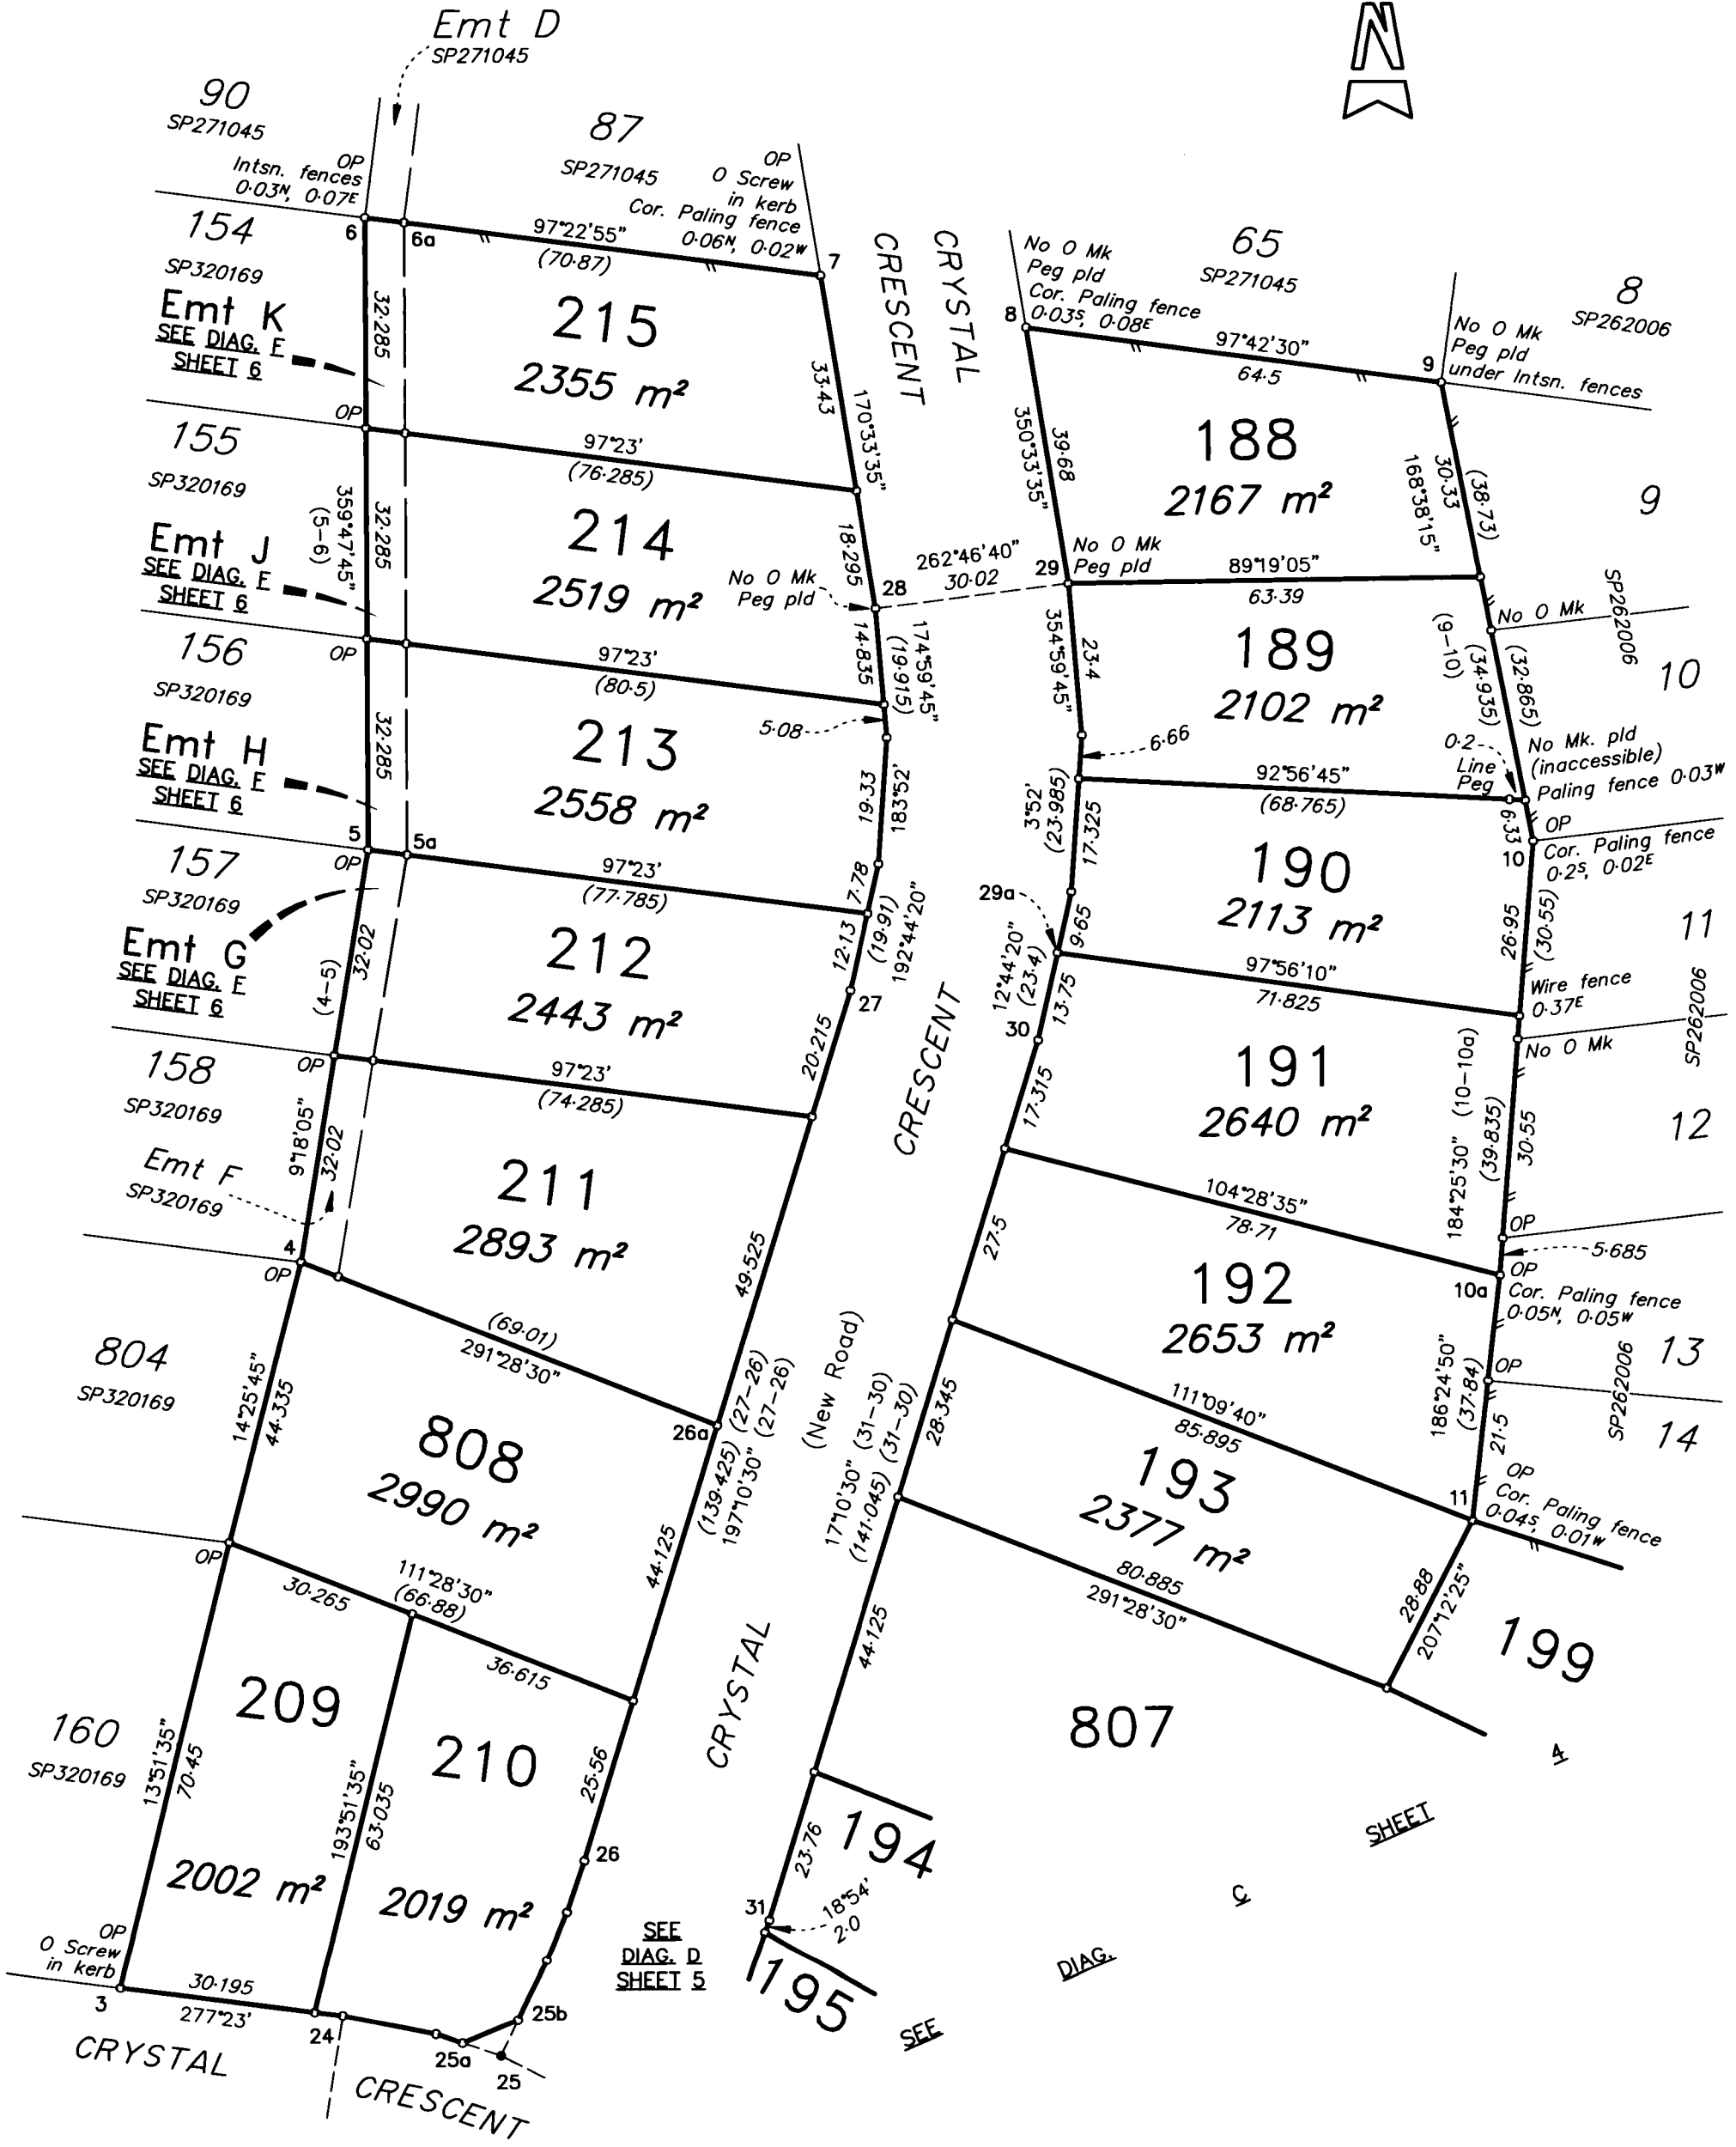 N
Emt D
SP271045
90
SP271045
OP
Intsn. fences
0·03N, 0·07E
87
SP271045
OP
O Screw
in kerb
Cor. Paling fence
0·06N, 0·02W
CRYSTAL
CRESCENT
No O Mk
Peg pld
Cor. Paling fence
0·03S, 0·08E
65
SP271045
8
SP262006
No O Mk
Peg pld
under Intsn. fences
6
6a
97°22'55"
(70·87)
7
8
97°42'30"
64·5
9
154
SP320169
Emt K
SEE DIAG. E
SHEET 6
32·285
215
2355 m²
33·43
170°33'35"
350°33'35"
39·68
188
2167 m²
168°38'15"
30·33
(38·73)
9
OP
155
SP320169
97°23'
(76·285)
359°47'45"
(5-6)
32·285
Emt J
SEE DIAG. E
SHEET 6
214
2519 m²
18·295
No O Mk
Peg pld
28
262°46'40"
30·02
29
No O Mk
Peg pld
89°19'05"
63·39
No O Mk
SP262006
10
OP
156
SP320169
97°23'
(80·5)
14·835
(19·915)
174°59'45"
354°59'45"
23·4
189
2102 m²
(9-10)
(34·935)
(32·865)
Emt H
SEE DIAG. E
SHEET 6
32·285
213
2558 m²
5·08
6·66
0·2
Line
Peg
No Mk. pld
(inaccessible)
Paling fence 0·03W
19·33
183°52'
3°52'
(23·985)
17·325
92°56'45"
(68·765)
6·33
OP
10
Cor. Paling fence
0·2S, 0·02E
5
5a
OP
157
SP320169
97°23'
(77·785)
7·78
(19·91)
192°44'20"
29a
9·65
190
2113 m²
26·95
(30·55)
11
Emt G
SEE DIAG. E
SHEET 6
(4-5)
32·02
212
2443 m²
12·13
27
12°44'20"
(23·4)
13·75
30
97°56'10"
71·825
Wire fence
0·37E
No O Mk
SP262006
OP
158
SP320169
97°23'
(74·285)
20·215
CRESCENT
17·315
191
2640 m²
184°25'30" (10-10a)
(39·835)
30·55
12
9°18'05"
32·02
Emt F
SP320169
211
2893 m²
49·525
104°28'35"
78·71
OP
5·685
4
OP
27·5
192
2653 m²
10a
OP
Cor. Paling fence
0·05N, 0·05W
13
804
SP320169
14°25'45"
44·335
(69·01)
291°28'30"
26a
(139·425) (27-26)
197°10'30" (27-26)
(New Road)
17°10'30" (31-30)
(141·045) (31-30)
28·345
111°09'40"
85·895
186°24'50"
(37·84)
OP
21·5
SP262006
14
808
2990 m²
44·125
193
2377 m²
11
OP
Cor. Paling fence
0·04S, 0·01W
OP
30·265
111°28'30"
(66·88)
36·615
80·885
291°28'30"
28·88
207°12'25"
199
160
SP320169
13°51'35"
70·45
209
2002 m²
193°51'35"
63·035
210
2019 m²
25·56
26
CRYSTAL
44·125
807
194
23·76
31
18°54'
2·0
195
SEE
DIAG. D
SHEET 5
SEE
DIAG.
C
SHEET
4
OP
O Screw
in kerb
3
30·195
277°23'
24
25a
25b
25
CRYSTAL
CRESCENT